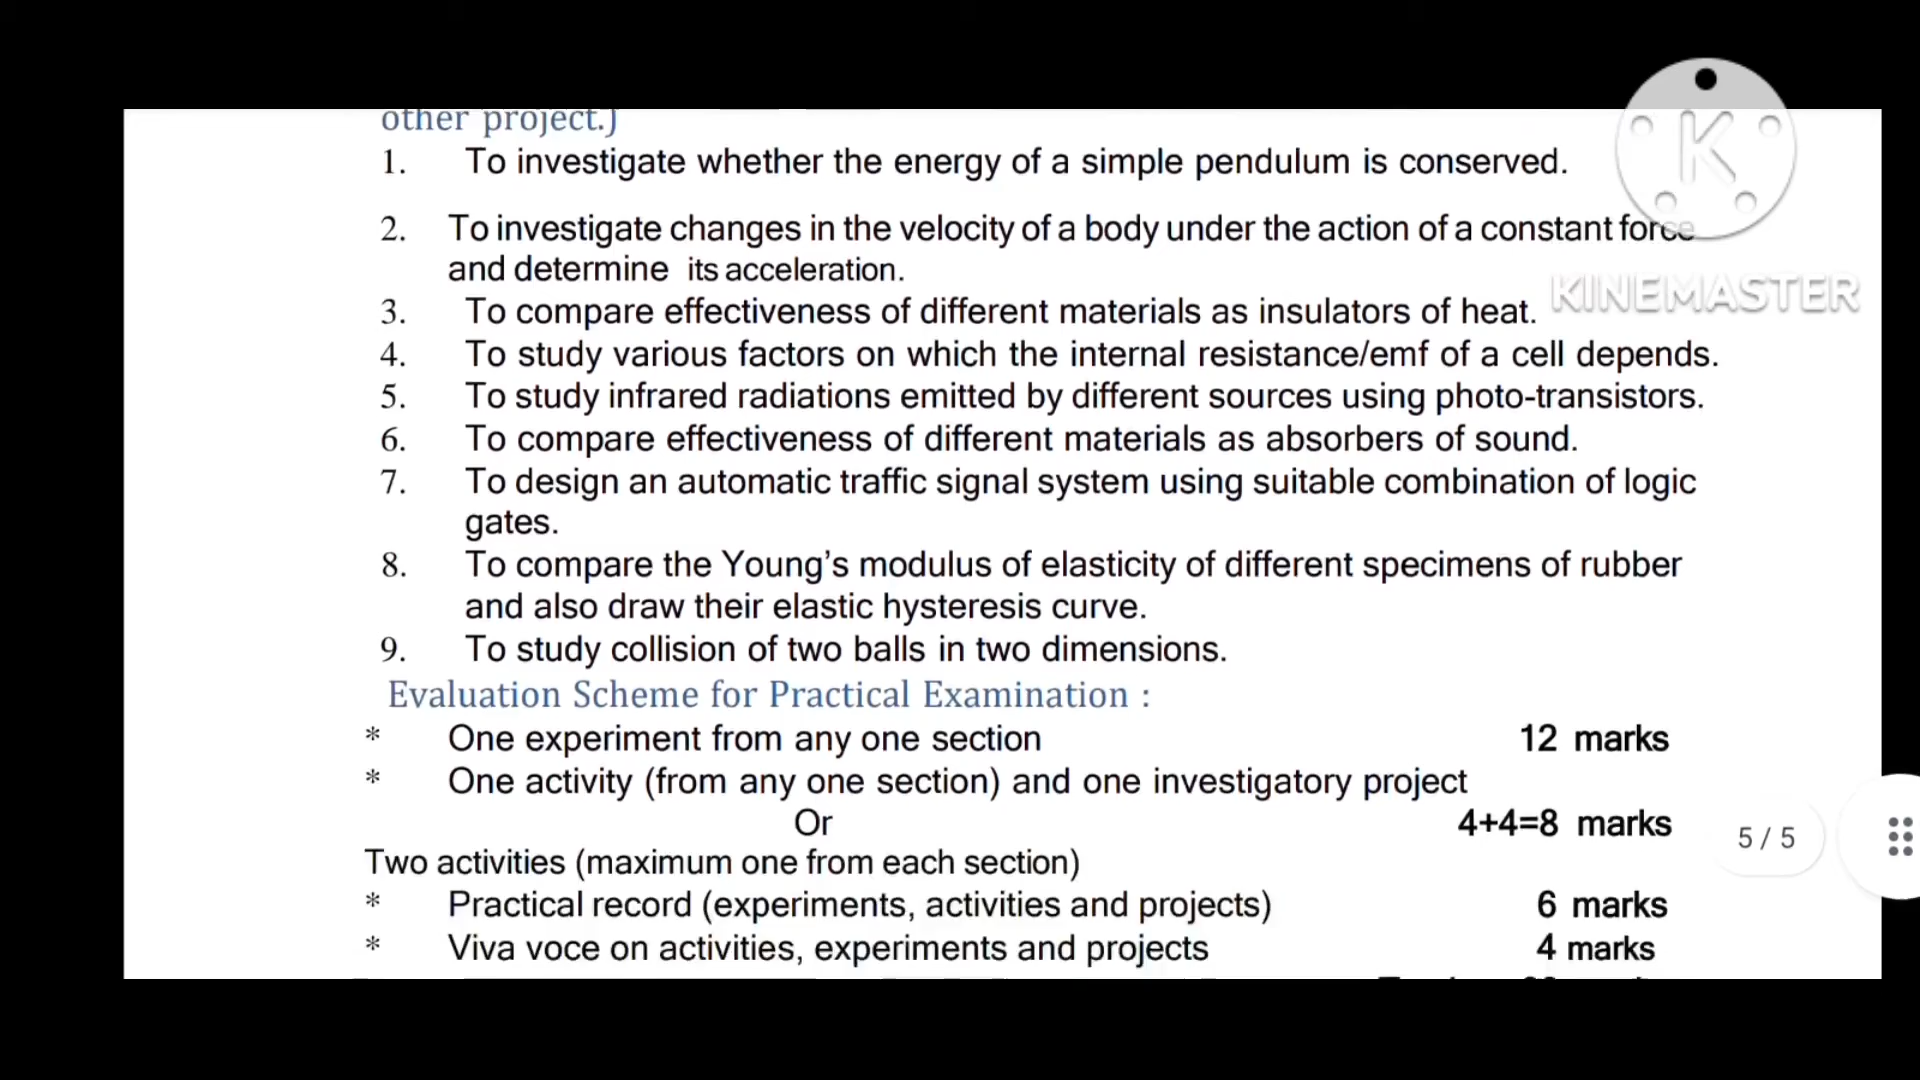 other project.)
1. To investigate whether the energy of a simple pendulum is conserved.
2. To investigate changes in the velocity of a body under the action of a constant force
and determine its acceleration.
3. To compare effectiveness of different materials as insulators of heat.
4. To study various factors on which the internal resistance/emf of a cell depends.
5. To study infrared radiations emitted by different sources using photo-transistors.
6. To compare effectiveness of different materials as absorbers of sound.
7. To design an automatic traffic signal system using suitable combination of logic
gates.
8. To compare the Young’s modulus of elasticity of different specimens of rubber
and also draw their elastic hysteresis curve.
9. To study collision of two balls in two dimensions.
Evaluation Scheme for Practical Examination :
* One experiment from any one section 12 marks
* One activity (from any one section) and one investigatory project
Or 4+4=8 marks
Two activities (maximum one from each section)
* Practical record (experiments, activities and projects) 6 marks
* Viva voce on activities, experiments and projects 4 marks
K
KINEMASTER
5 / 5